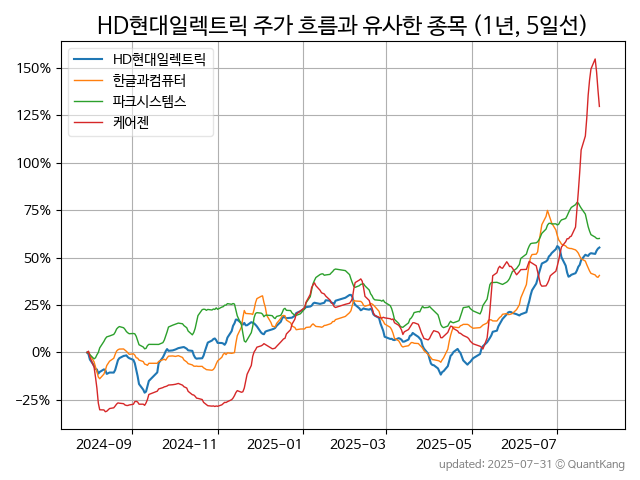 HD현대일렉트릭 주가 흐름과 유사한 종목 (1년, 5일선)
HD현대일렉트릭
한글과컴퓨터
파크시스템스
케어젠
150%
125%
100%
75%
50%
25%
0%
−25%
2024-09
2024-11
2025-01
2025-03
2025-05
2025-07
updated: 2025-07-31 © QuantKang